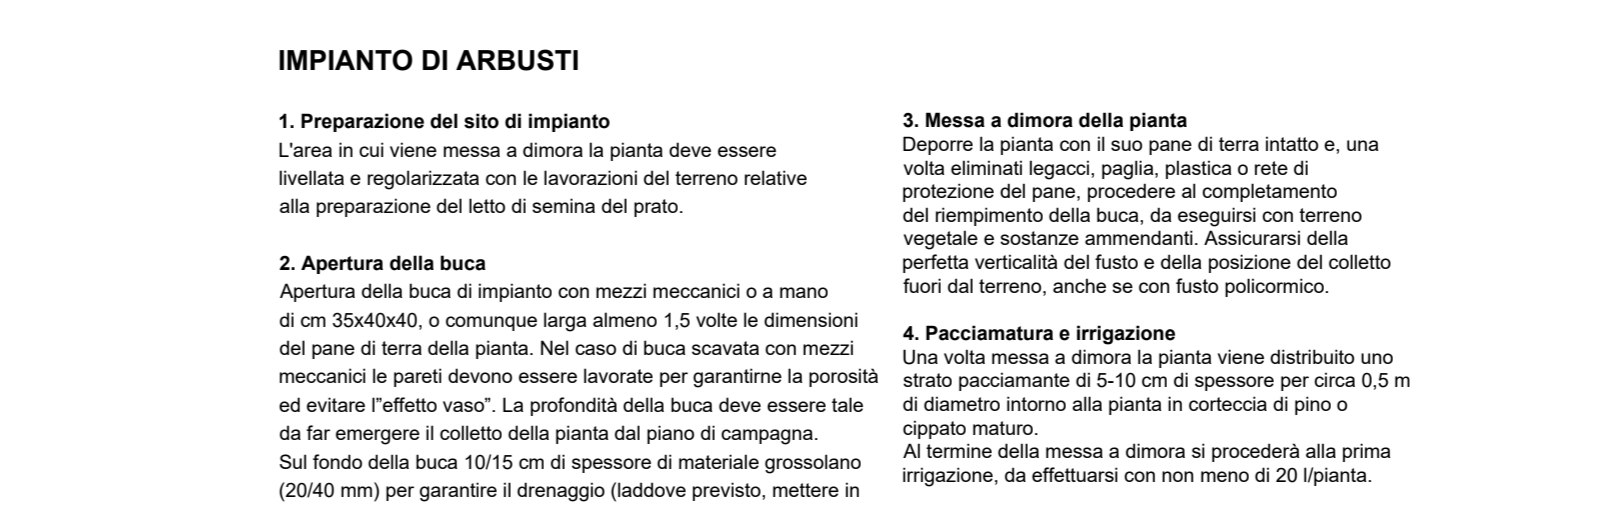 IMPIANTO DI ARBUSTI
1. Preparazione del sito di impianto
L'area in cui viene messa a dimora la pianta deve essere
livellata e regolarizzata con le lavorazioni del terreno relative
alla preparazione del letto di semina del prato.
2. Apertura della buca
Apertura della buca di impianto con mezzi meccanici o a mano
di cm 35x40x40, o comunque larga almeno 1,5 volte le dimensioni
del pane di terra della pianta. Nel caso di buca scavata con mezzi
meccanici le pareti devono essere lavorate per garantirne la porosità
ed evitare l”effetto vaso”. La profondità della buca deve essere tale
da far emergere il colletto della pianta dal piano di campagna.
Sul fondo della buca 10/15 cm di spessore di materiale grossolano
(20/40 mm) per garantire il drenaggio (laddove previsto, mettere in
3. Messa a dimora della pianta
Deporre la pianta con il suo pane di terra intatto e, una
volta eliminati legacci, paglia, plastica o rete di
protezione del pane, procedere al completamento
del riempimento della buca, da eseguirsi con terreno
vegetale e sostanze ammendanti. Assicurarsi della
perfetta verticalità del fusto e della posizione del colletto
fuori dal terreno, anche se con fusto policormico.
4. Pacciamatura e irrigazione
Una volta messa a dimora la pianta viene distribuito uno
strato pacciamante di 5-10 cm di spessore per circa 0,5 m
di diametro intorno alla pianta in corteccia di pino o
cippato maturo.
Al termine della messa a dimora si procederà alla prima
irrigazione, da effettuarsi con non meno di 20 l/pianta.